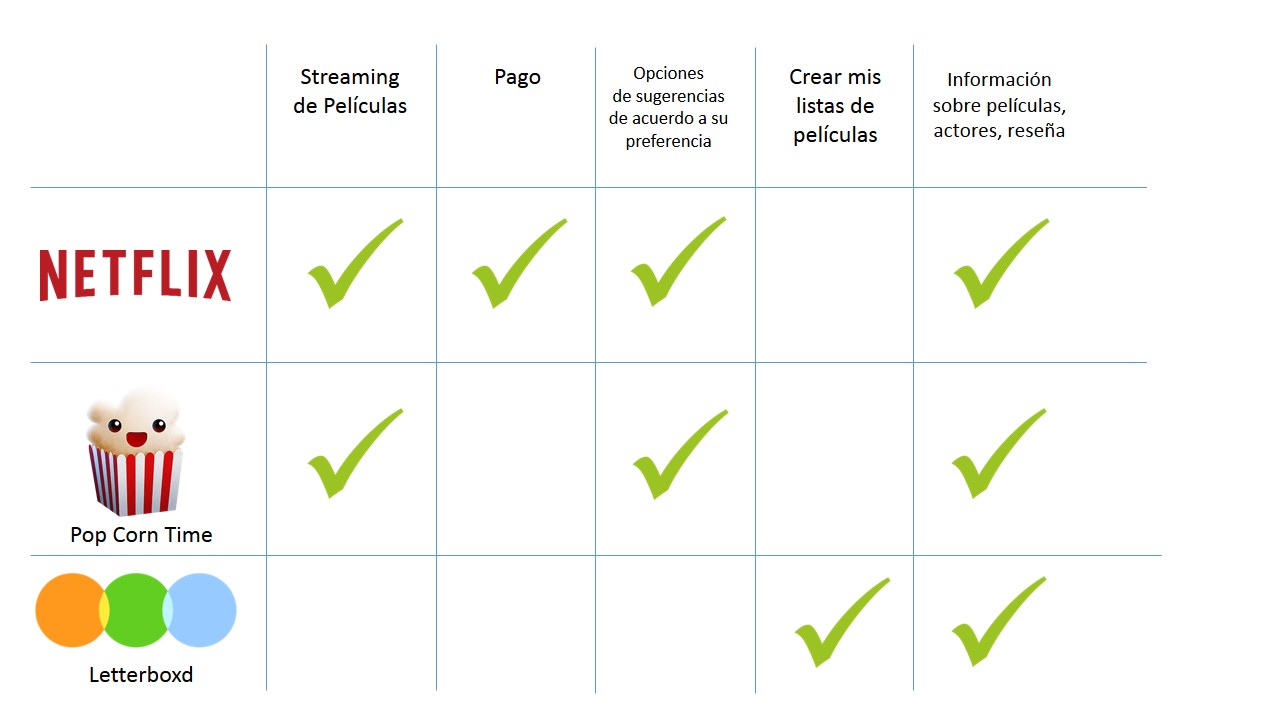 Streaming
de Películas
Pago
Opciones
de sugerencias
de acuerdo a su
preferencia
Crear mis
listas de
películas
Información
sobre películas,
actores, reseña
NETFLIX
Pop Corn Time
Letterboxd